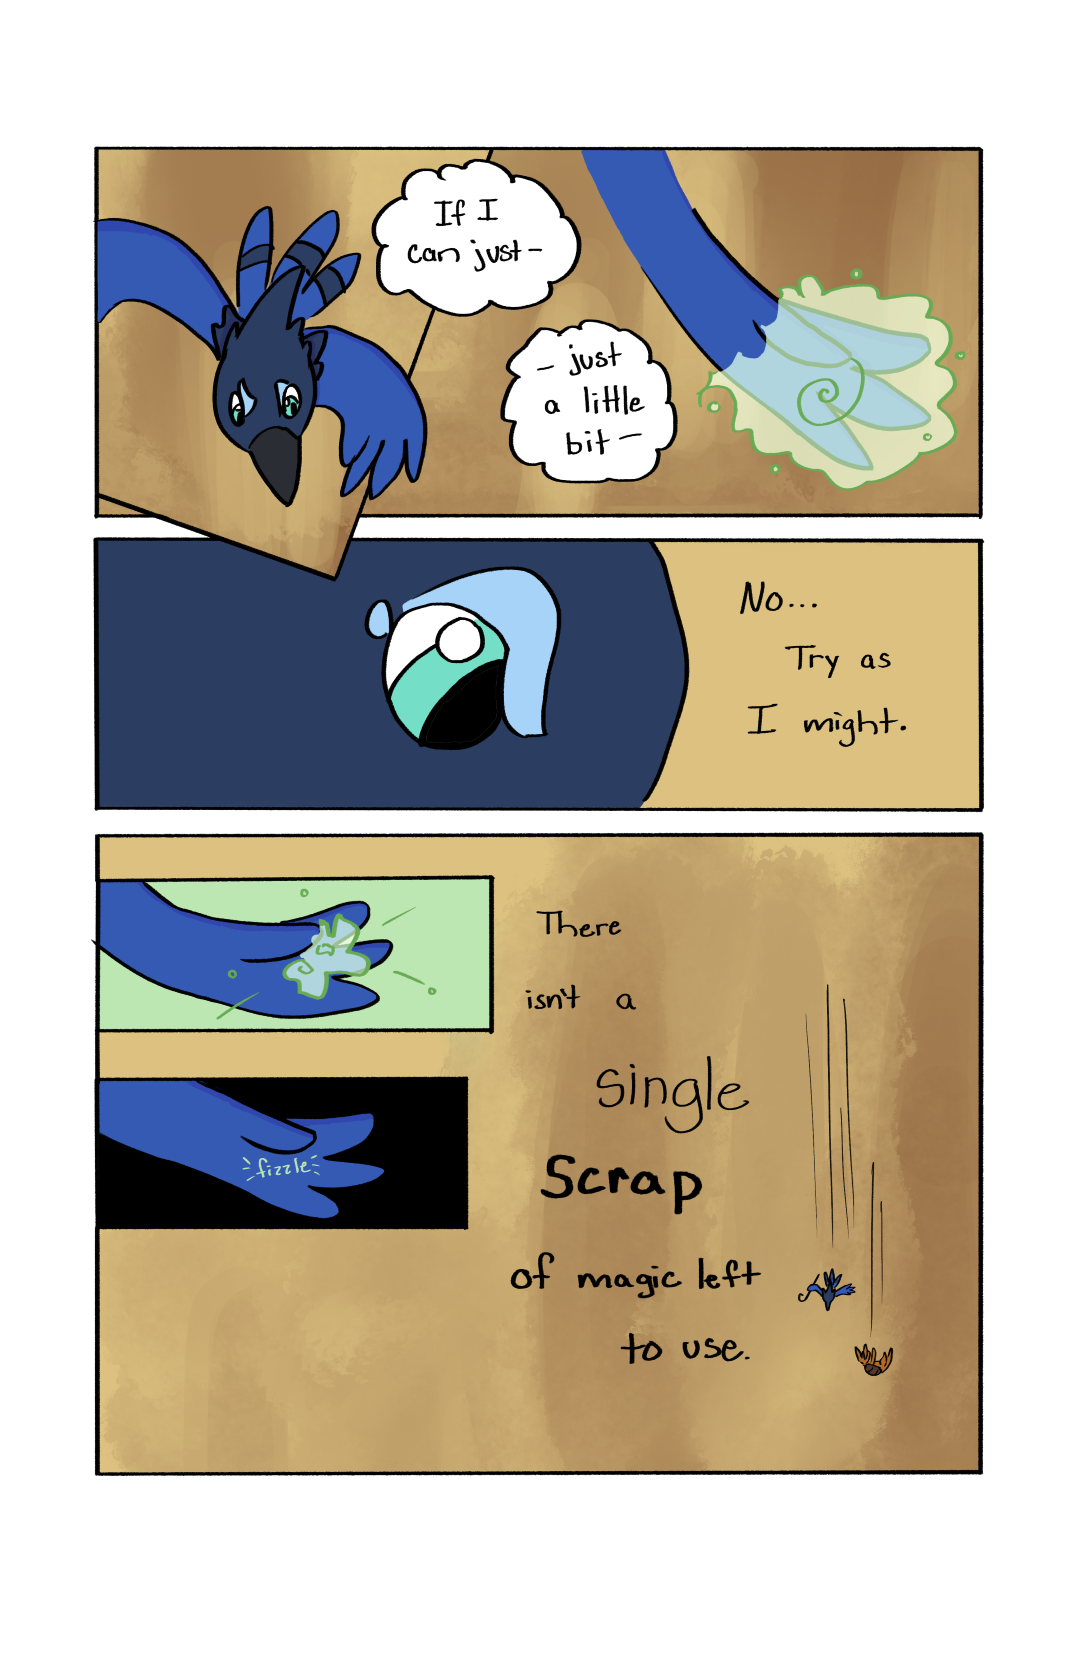 If I
can just—
— just
a little
bit —
No...
Try as
I might.
There
isn't a
single
Scrap
of magic left
to use.
fizzle